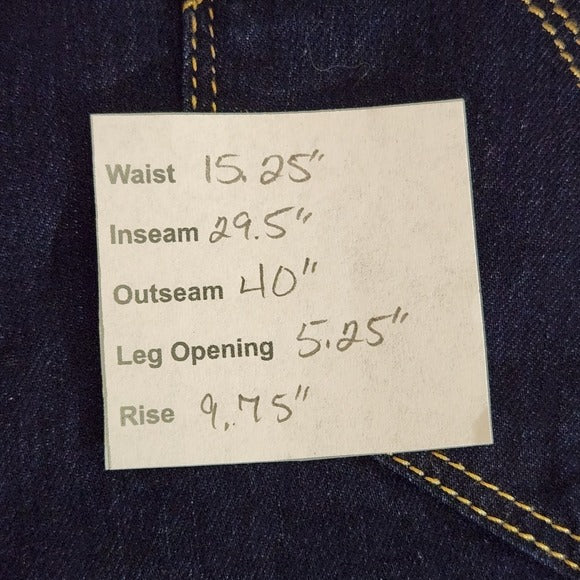 Waist 15.25"
Inseam 29.5"
Outseam 40"
Leg Opening 5.25"
Rise 9.75"